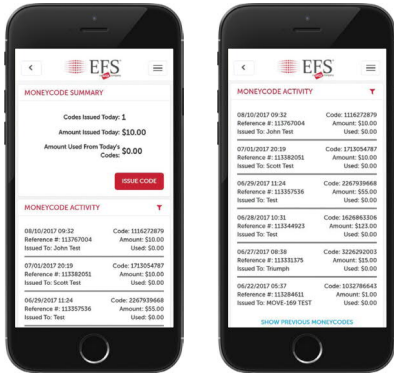 EFS
MONEYCODE SUMMARY
Codes Issued Today: 1
Amount Issued Today: $10.00
Amount Used From Today's
Codes: $0.00
ISSUE CODE
MONEYCODE ACTIVITY
08/10/2017 09:32 Code: 1116272879
Reference #: 113767004 Amount: $10.00
Issued To: John Test Used: $0.00
07/01/2017 20:19 Code: 1713054787
Reference #: 113382051 Amount: $10.00
Issued To: Scott Test Used: $0.00
06/29/2017 11:24 Code: 2267939668
Reference #: 113357536 Amount: $55.00
Issued To: Test Used: $0.00
EFS
MONEYCODE ACTIVITY
08/10/2017 09:32 Code: 1116272879
Reference #: 113767004 Amount: $10.00
Issued To: John Test Used: $0.00
07/01/2017 20:19 Code: 1713054787
Reference #: 113382051 Amount: $10.00
Issued To: Scott Test Used: $0.00
06/29/2017 11:24 Code: 2267939668
Reference #: 113357536 Amount: $55.00
Issued To: Test Used: $0.00
06/28/2017 10:31 Code: 1626863306
Reference #: 113344923 Amount: $123.00
Issued To: Test Used: $0.00
06/27/2017 08:38 Code: 3226292003
Reference #: 113331375 Amount: $15.00
Issued To: Triumph Used: $0.00
06/22/2017 05:37 Code: 1032786643
Reference #: 113284611 Amount: $1.00
Issued To: MOVE-169 TEST Used: $0.00
SHOW PREVIOUS MONEYCODES